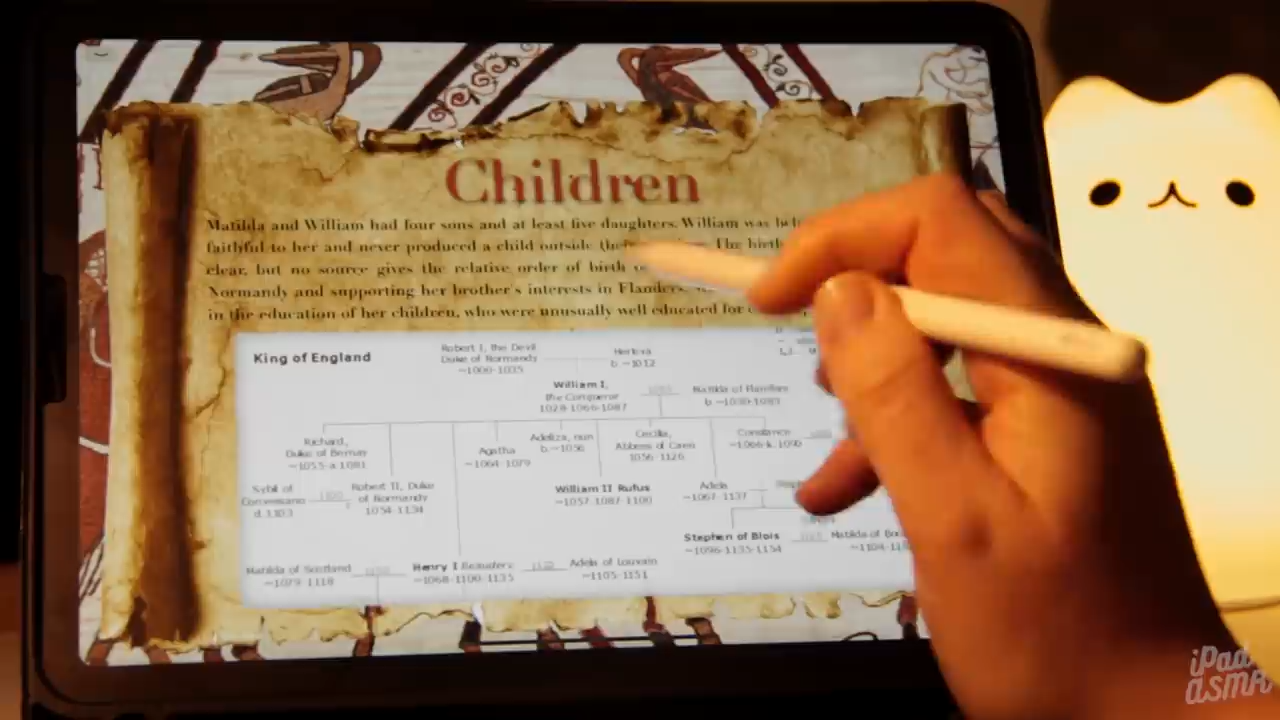 Children
Matilda and William had four sons and at least five daughters. William was
faithful to her and never produced a child outside The birth
clear, but no source gives the relative order of birth
Normandy and supporting her brother's interests in Flanders.
in the education of her children, who were unusually well educated for
King of England
Robert I, the Devil
Duke of Normandy
~1000-1035
Herleva
b. ~1012
William I,
the Conqueror
1028-1066-1087
Matilda of Flanders
b. ~1030-1083
Richard,
Duke of Bernay
~1055-a.1081
Agatha
~1064-1079
Adeliza, nun
b. ~1056
Cecilia,
Abbess of Caen
1056-1126
Constance
~1066-k.1090
Sybil of
Conversano
d.1103
Robert II, Duke
of Normandy
1054-1134
William II Rufus
~1057-1087-1100
Adela
~1067-1137
Stephen of Blois
~1096-1135-1154
Matilda of
~1104-
Matilda of Scotland
~1079-1118
Henry I Beauclerc
~1068-1100-1135
Adela of Louvain
~1105-1151
iPad
ASMR